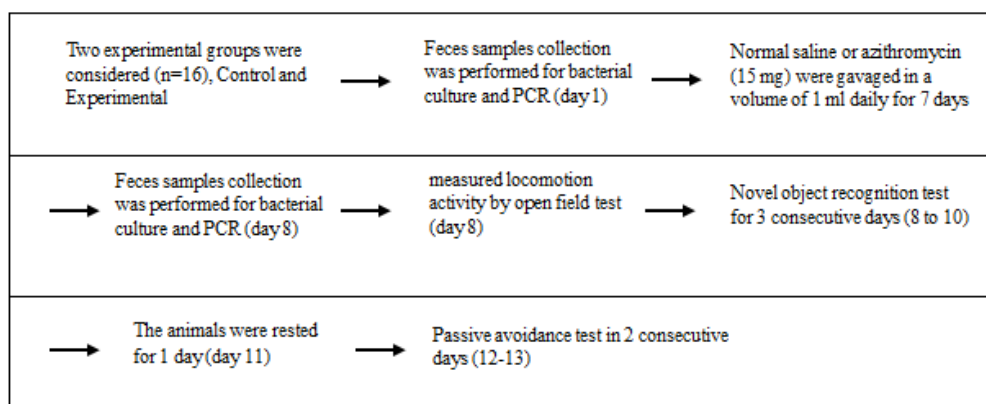 Two experimental groups were
considered (n=16), Control and
Experimental
Feces samples collection
was performed for bacterial
culture and PCR (day 1)
Normal saline or azithromycin
(15 mg) were gavaged in a
volume of 1 ml daily for 7 days
Feces samples collection
was performed for bacterial
culture and PCR (day 8)
measured locomotion
activity by open field test
(day 8)
Novel object recognition test
for 3 consecutive days (8 to 10)
The animals were rested
for 1 day (day 11)
Passive avoidance test in 2 consecutive
days (12-13)